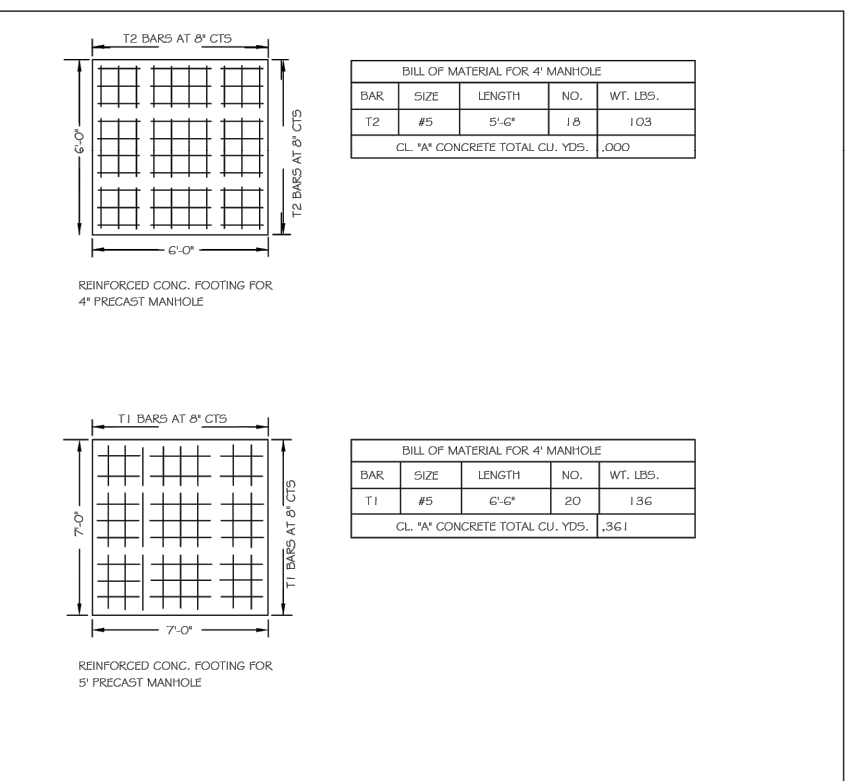 T2 BARS AT 8" CTS
6'-0"
T2 BARS AT 8" CTS
6'-0"
REINFORCED CONC. FOOTING FOR
4" PRECAST MANHOLE
BILL OF MATERIAL FOR 4' MANHOLE
BAR SIZE LENGTH NO. WT. LBS.
T2 #5 5'-6" 18 103
CL. "A" CONCRETE TOTAL CU. YDS. .000
T1 BARS AT 8" CTS
7'-0"
T1 BARS AT 8" CTS
7'-0"
REINFORCED CONC. FOOTING FOR
5' PRECAST MANHOLE
BILL OF MATERIAL FOR 4' MANHOLE
BAR SIZE LENGTH NO. WT. LBS.
T1 #5 6'-6" 20 136
CL. "A" CONCRETE TOTAL CU. YDS. .361